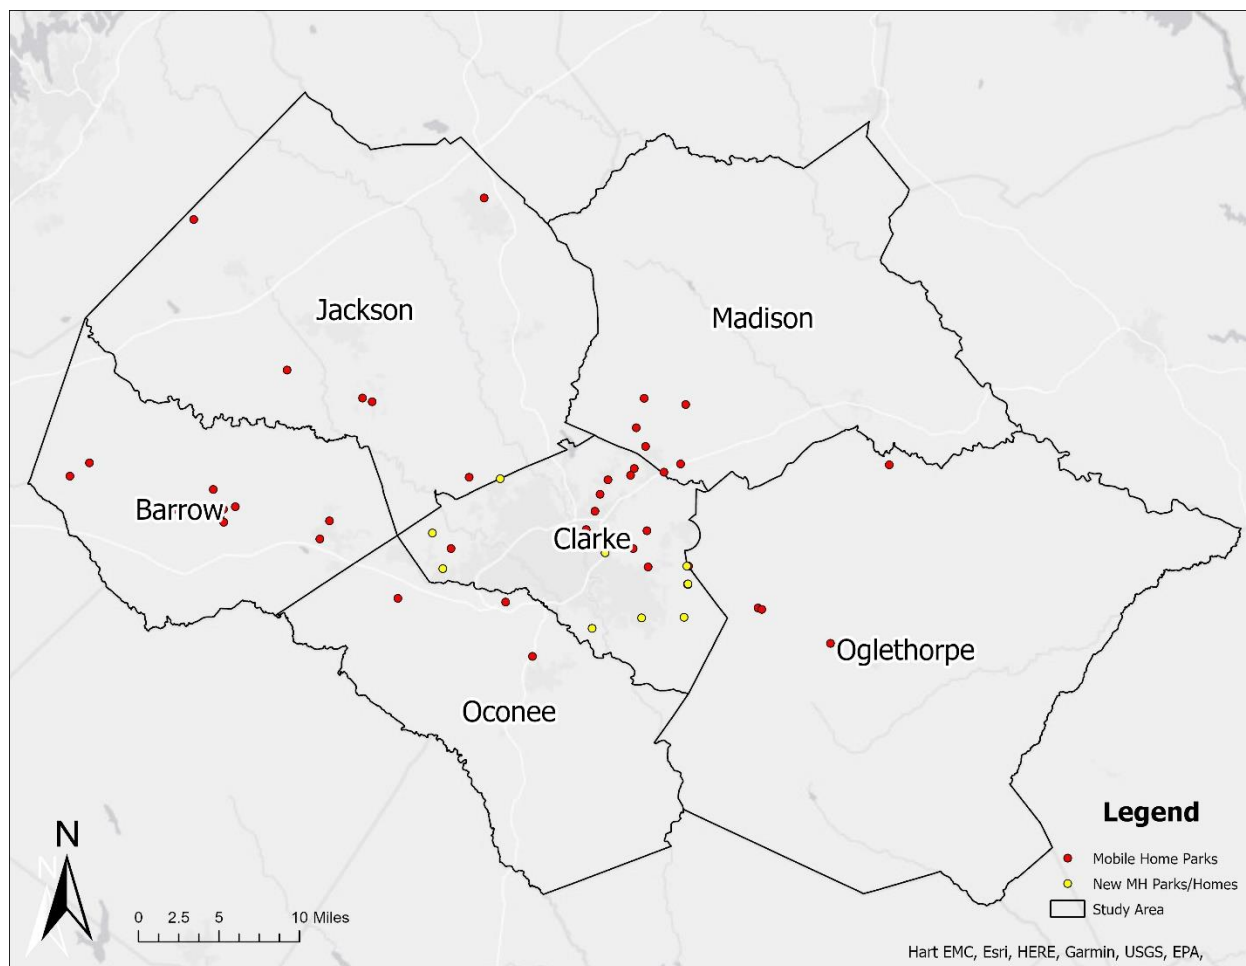 Jackson
Madison
Barrow
Clarke
Oglethorpe
Oconee
N
N
0 2.5 5 10 Miles
Legend
Mobile Home Parks
New MH Parks/Homes
Study Area
Hart EMC, Esri, HERE, Garmin, USGS, EPA,